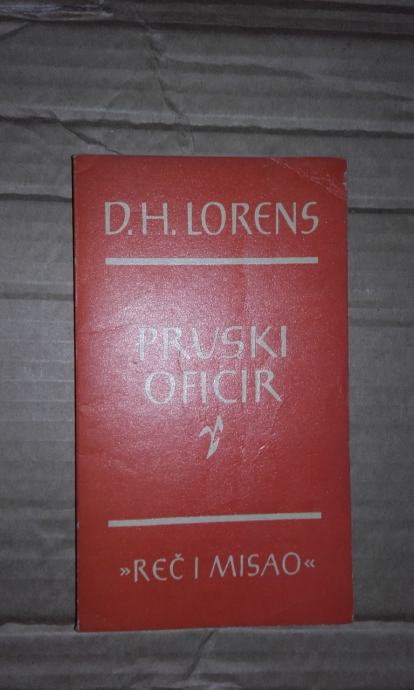 D.H. LORENS
PRUSKI
OFICIR
»REČ I MISAO«